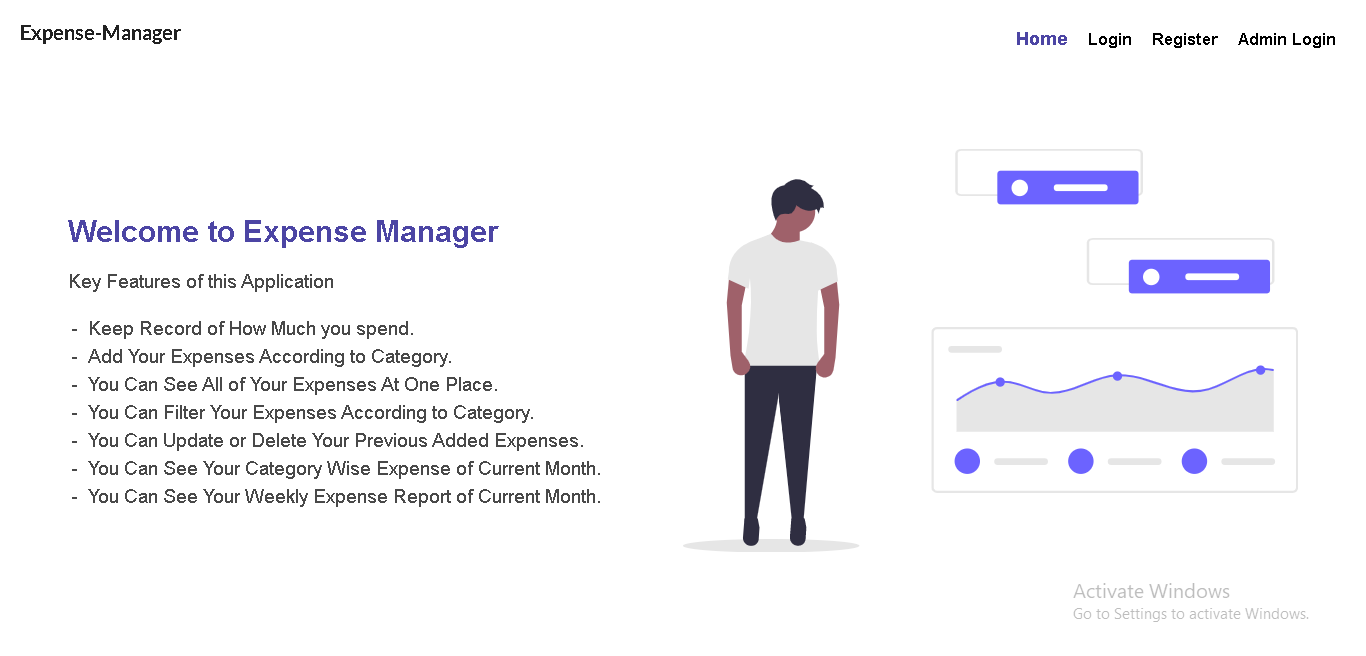 Expense-Manager
Home Login Register Admin Login
Welcome to Expense Manager
Key Features of this Application
- Keep Record of How Much you spend.
- Add Your Expenses According to Category.
- You Can See All of Your Expenses At One Place.
- You Can Filter Your Expenses According to Category.
- You Can Update or Delete Your Previous Added Expenses.
- You Can See Your Category Wise Expense of Current Month.
- You Can See Your Weekly Expense Report of Current Month.
Activate Windows
Go to Settings to activate Windows.